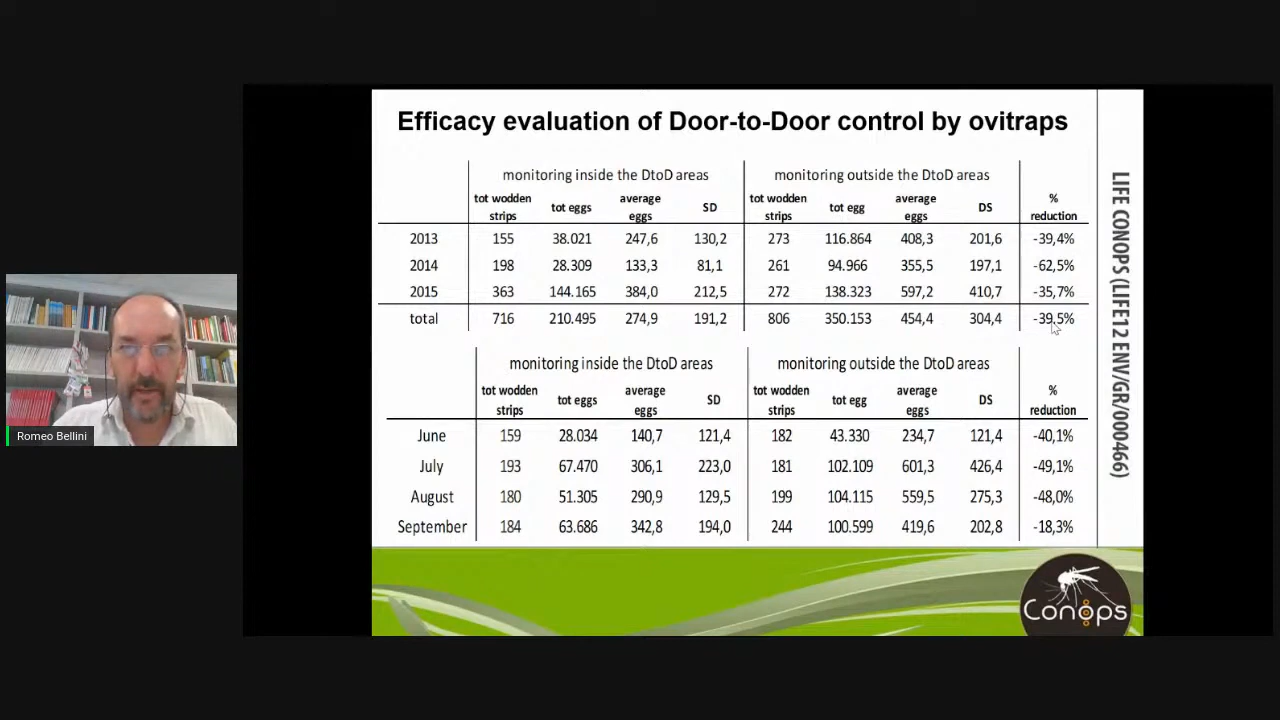 Efficacy evaluation of Door-to-Door control by ovitraps
monitoring inside the DtoD areas monitoring outside the DtoD areas
tot wodden strips tot eggs average eggs SD tot wodden strips tot egg average eggs DS % reduction
2013 155 38.021 247,6 130,2 273 116.864 408,3 201,6 -39,4%
2014 198 28.309 133,3 81,1 261 94.966 355,5 197,1 -62,5%
2015 363 144.165 384,0 212,5 272 138.323 597,2 410,7 -35,7%
total 716 210.495 274,9 191,2 806 350.153 454,4 304,4 -39,5%
monitoring inside the DtoD areas monitoring outside the DtoD areas
tot wodden strips tot eggs average eggs SD tot wodden strips tot egg average eggs DS % reduction
June 159 28.034 140,7 121,4 182 43.330 234,7 121,4 -40,1%
July 193 67.470 306,1 223,0 181 102.109 601,3 426,4 -49,1%
August 180 51.305 290,9 129,5 199 104.115 559,5 275,3 -48,0%
September 184 63.686 342,8 194,0 244 100.599 419,6 202,8 -18,3%
LIFE CONOPS (LIFE12 ENV/GR/000466)
Conops
Romeo Bellini